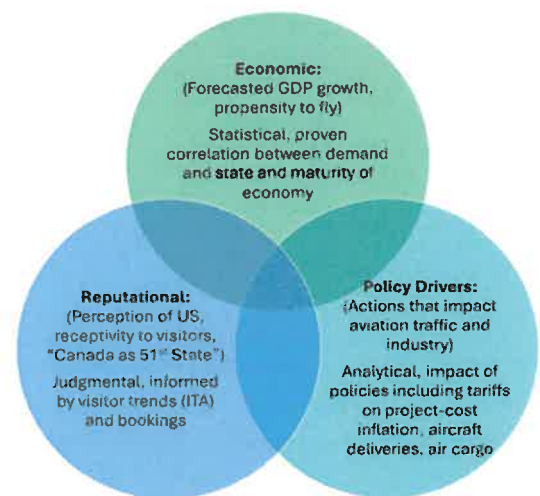 Economic:
(Forecasted GDP growth,
propensity to fly)
Statistical, proven
correlation between demand
and state and maturity of
economy
Reputational:
(Perception of US,
receptivity to visitors,
"Canada as 51st State")
Judgmental, informed
by visitor trends (ITA)
and bookings
Policy Drivers:
(Actions that impact
aviation traffic and
industry)
Analytical, impact of
policies including tariffs
on project-cost
inflation, aircraft
deliveries, air cargo